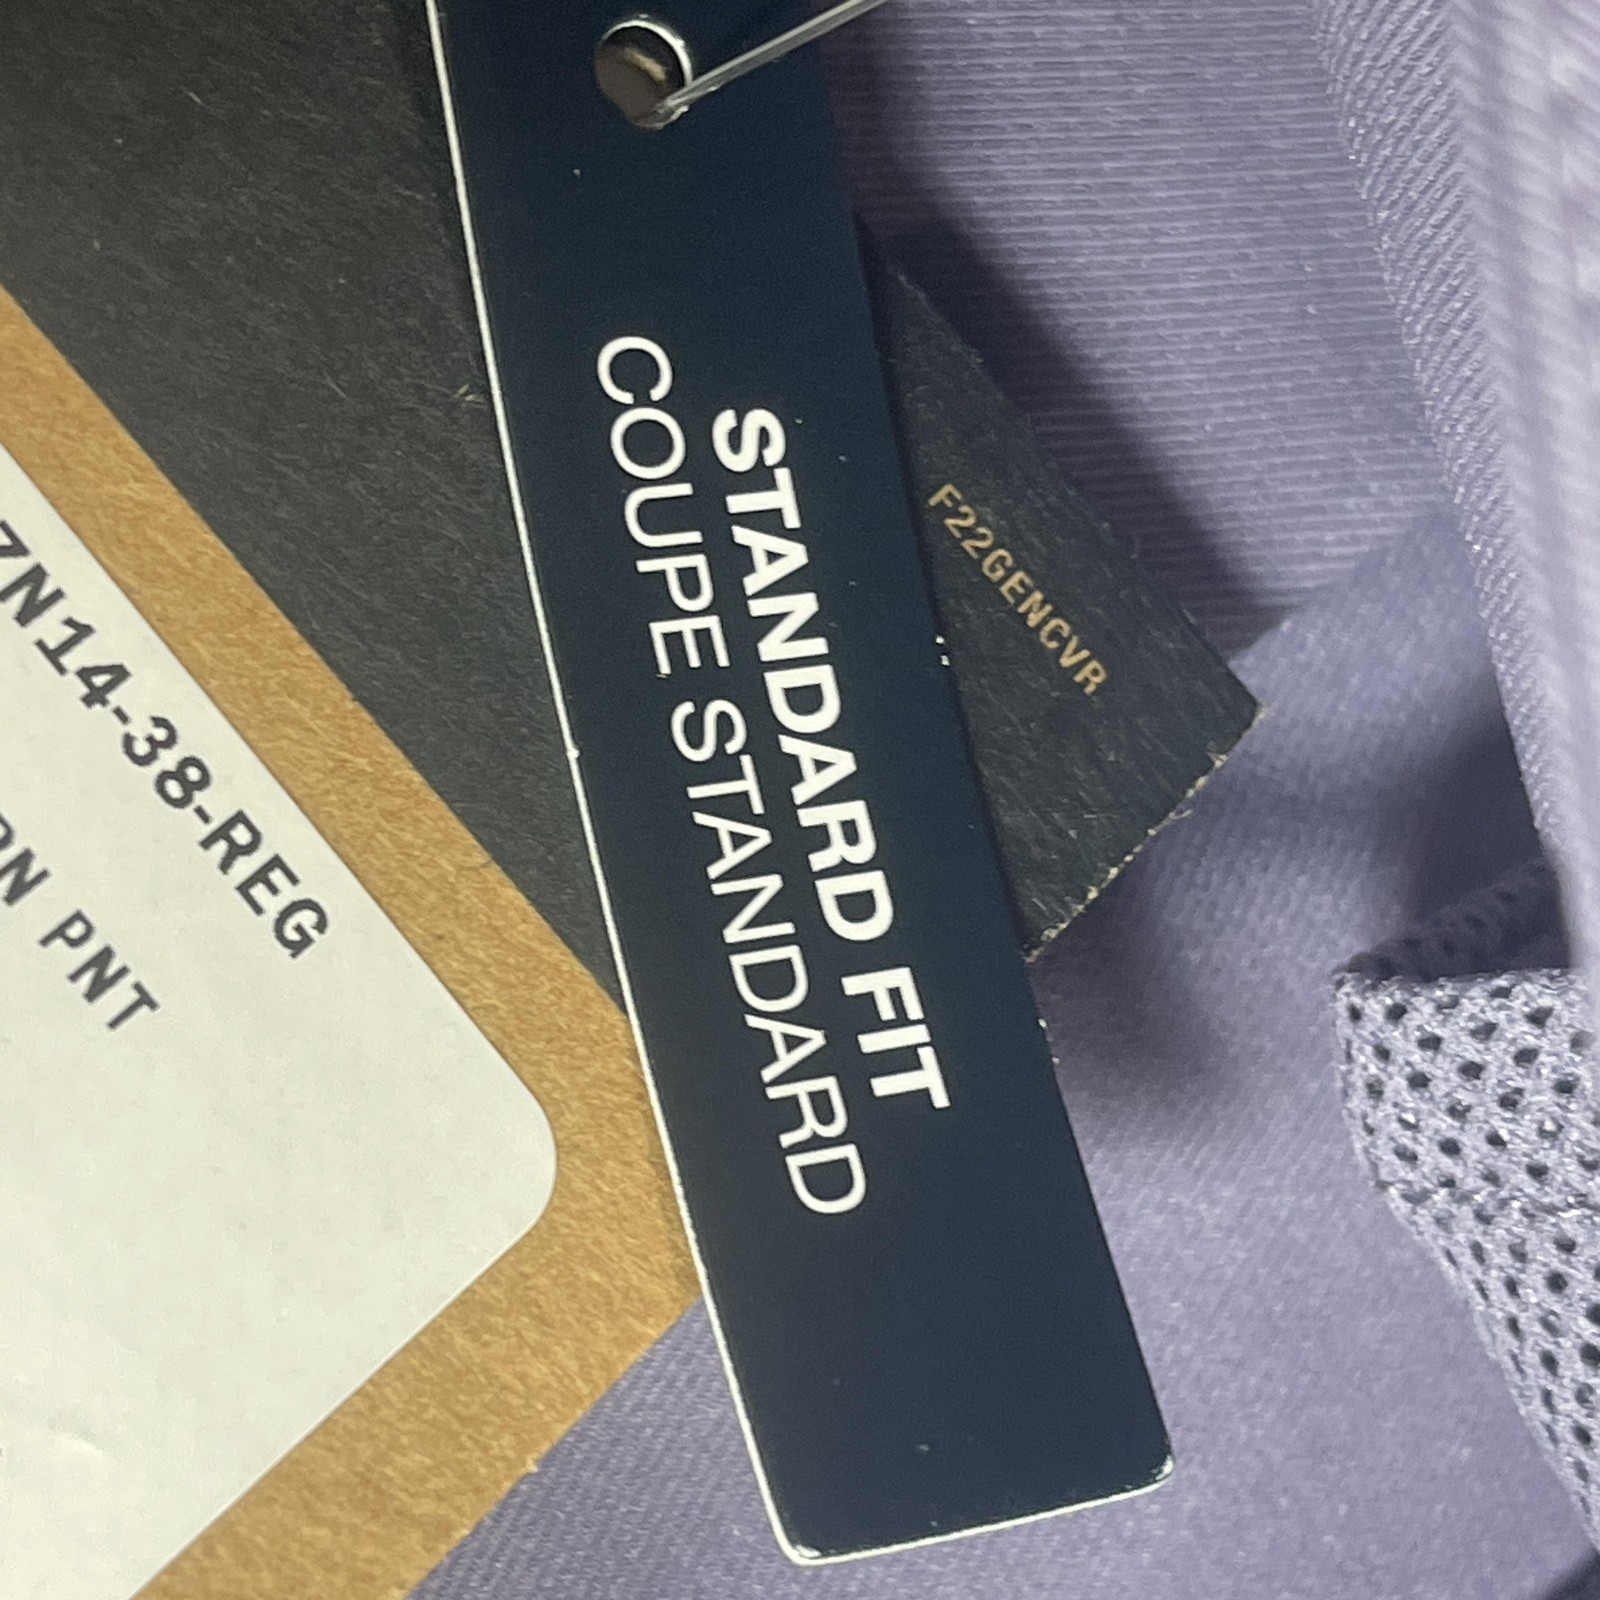 STANDARD FIT
COUPE STANDARD
F22GENCVR
7N14-38-REG
PNT